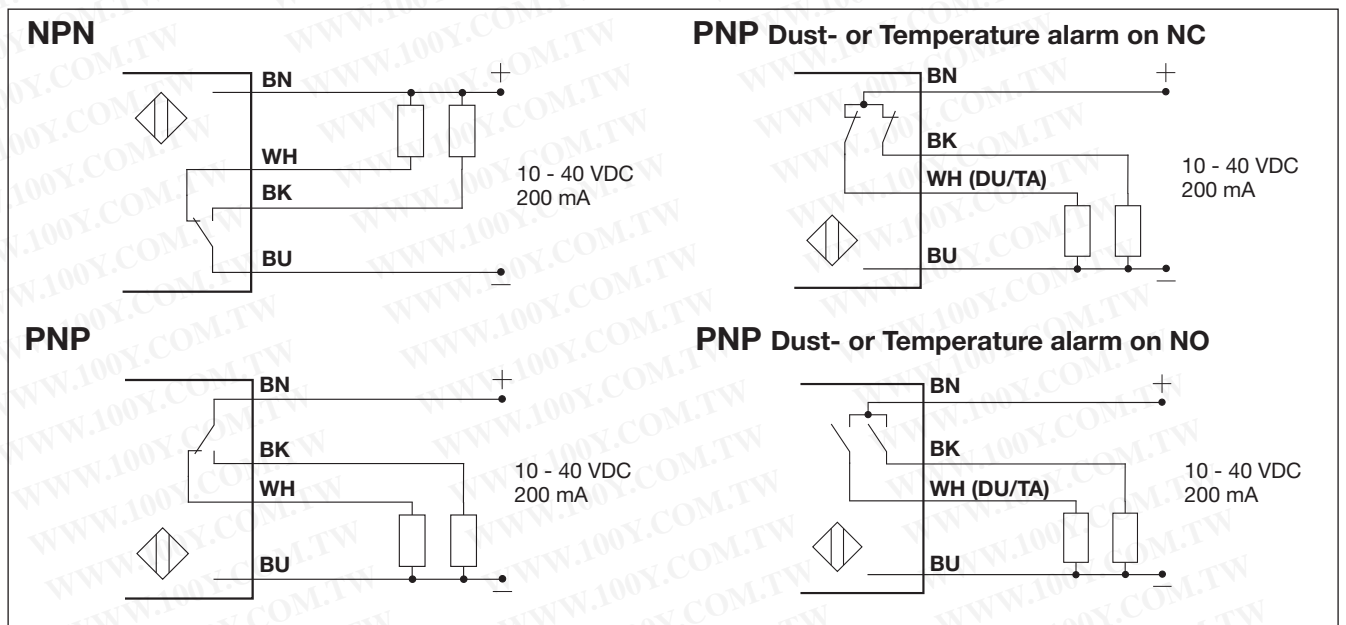 NPN
BN
+
WH
BK
10 - 40 VDC
200 mA
BU
–
PNP Dust- or Temperature alarm on NC
BN
+
BK
10 - 40 VDC
WH (DU/TA)
200 mA
BU
–
PNP
BN
+
BK
10 - 40 VDC
WH
200 mA
BU
–
PNP Dust- or Temperature alarm on NO
BN
+
BK
10 - 40 VDC
WH (DU/TA)
200 mA
BU
–
WWW.100Y.COM.TW